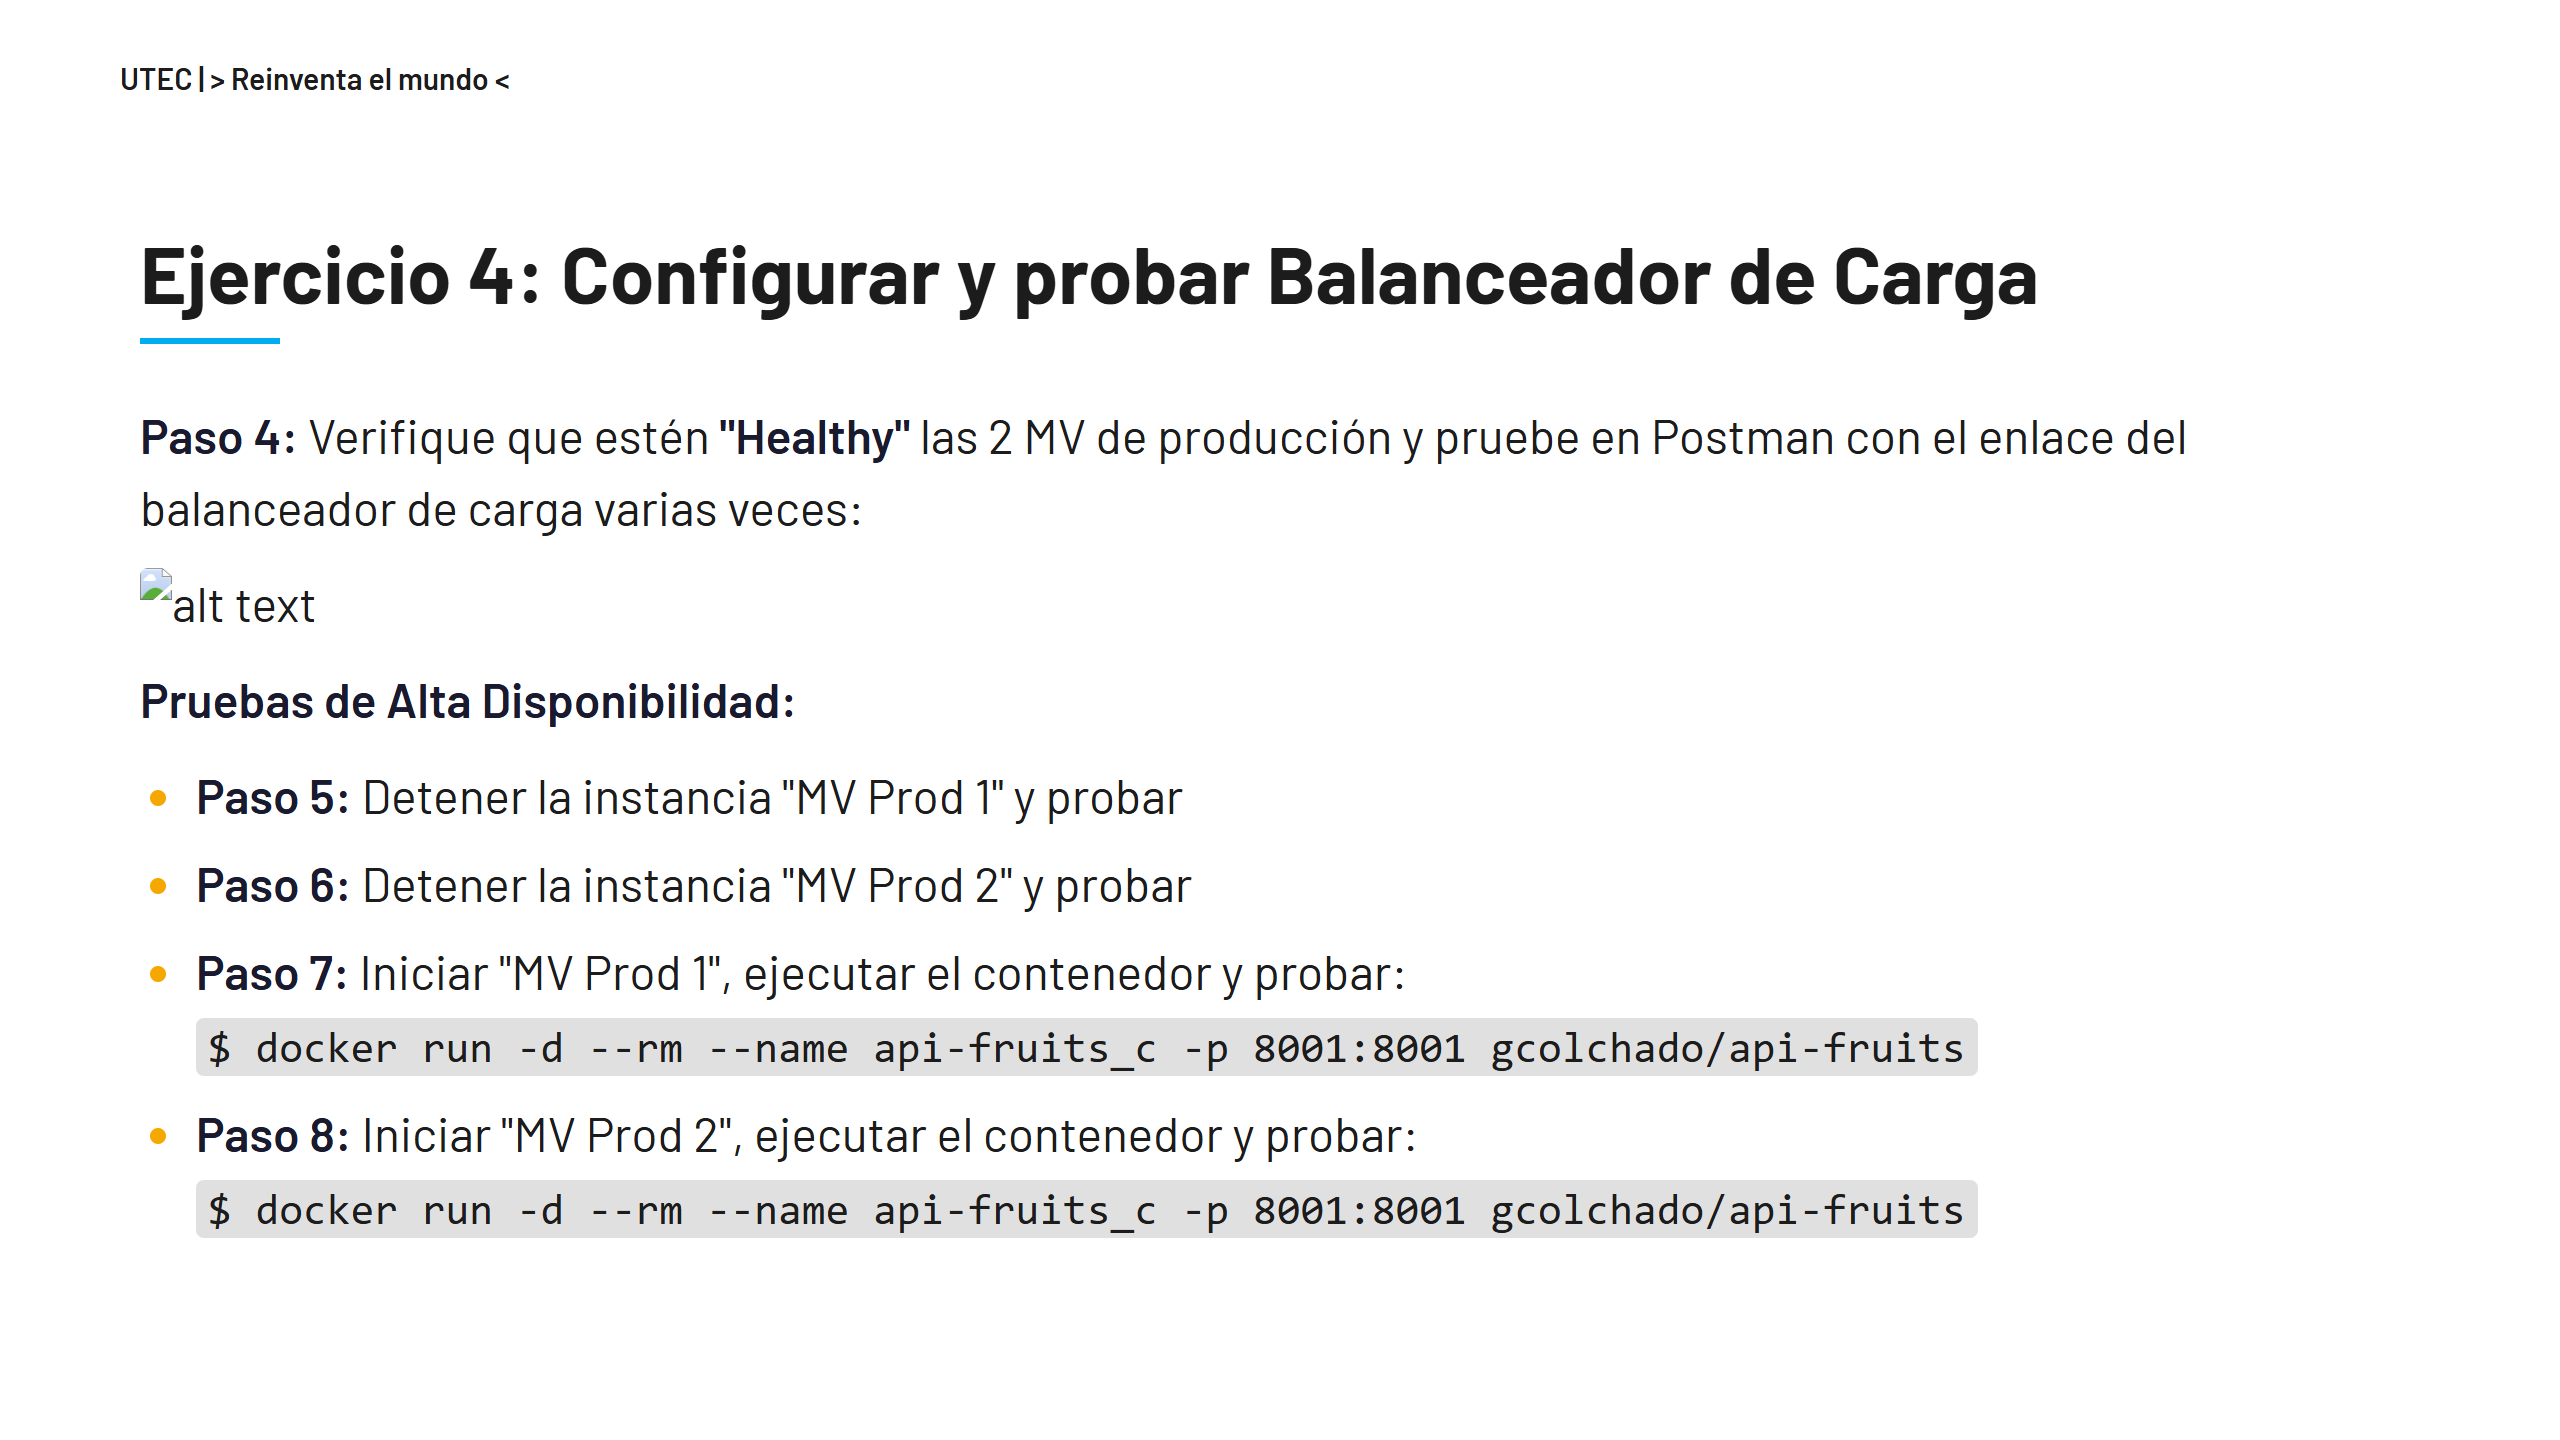 UTEC | > Reinventa el mundo <
Ejercicio 4: Configurar y probar Balanceador de Carga
Paso 4: Verifique que estén "Healthy" las 2 MV de producción y pruebe en Postman con el enlace del
balanceador de carga varias veces:
alt text
Pruebas de Alta Disponibilidad:
Paso 5: Detener la instancia "MV Prod 1" y probar
Paso 6: Detener la instancia "MV Prod 2" y probar
Paso 7: Iniciar "MV Prod 1", ejecutar el contenedor y probar:
$ docker run -d --rm --name api-fruits_c -p 8001:8001 gcolchado/api-fruits
Paso 8: Iniciar "MV Prod 2", ejecutar el contenedor y probar:
$ docker run -d --rm --name api-fruits_c -p 8001:8001 gcolchado/api-fruits